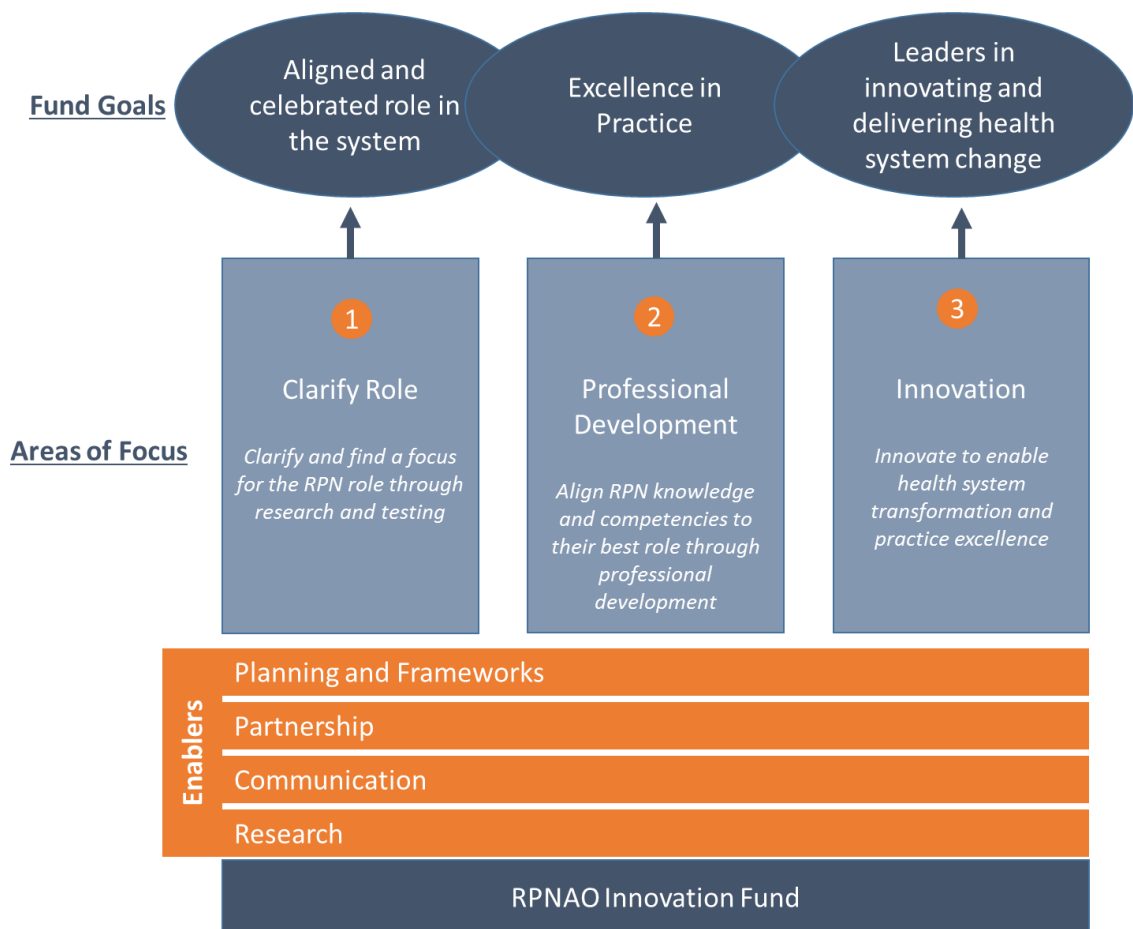 Fund Goals
Aligned and
celebrated role in
the system
Excellence in
Practice
Leaders in
innovating and
delivering health
system change
Areas of Focus
1
Clarify Role
Clarify and find a focus
for the RPN role through
research and testing
2
Professional
Development
Align RPN knowledge
and competencies to
their best role through
professional
development
3
Innovation
Innovate to enable
health system
transformation and
practice excellence
Enablers
Planning and Frameworks
Partnership
Communication
Research
RPNAO Innovation Fund